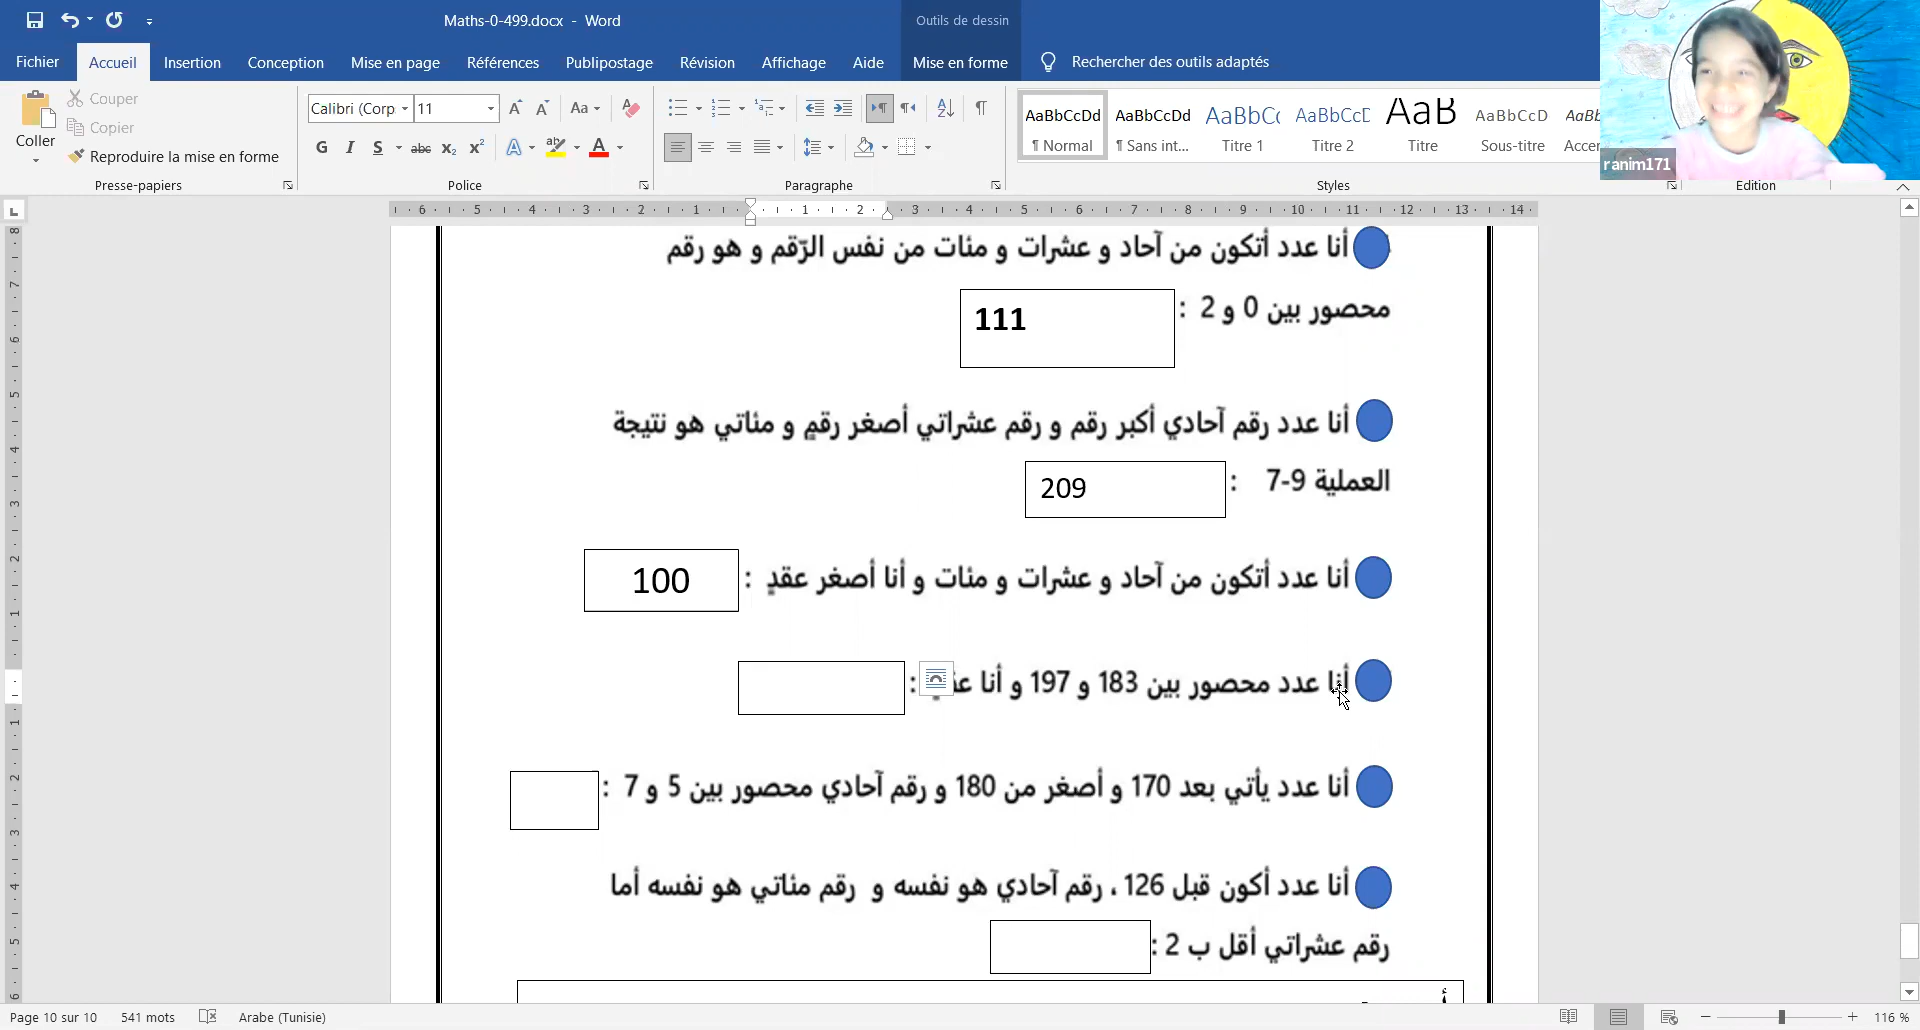 Maths-0-499.docx - Word
Outils de dessin
Fichier Accueil Insertion Conception Mise en page Références Publipostage Révision Affichage Aide Mise en forme Rechercher des outils adaptés
Coller
Couper
Copier
Reproduire la mise en forme
Calibri (Corp 11
AaBbCcDd AaBbCcDd AaBbC AaBbCcD AaB AaBbCcD AaBb
¶ Normal ¶ Sans int... Titre 1 Titre 2 Titre Sous-titre Accen
Presse-papiers Police Paragraphe Styles Edition
ranim171
أنا عدد أتكون من آحاد و عشرات و مئات من نفس الرّقم و هو رقم
محصور بين 0 و 2 :
111
أنا عدد رقم آحادي أكبر رقم و رقم عشراتي أصغر رقمٍ و مئاتي هو نتيجة
العملية 9-7 :
209
أنا عدد أتكون من آحاد و عشرات و مئات و أنا أصغر عقدٍ :
100
أنا عدد محصور بين 183 و 197 و أنا :
أنا عدد يأتي بعد 170 و أصغر من 180 و رقم آحادي محصور بين 5 و 7 :
أنا عدد أكون قبل 126 ، رقم آحادي هو نفسه و رقم مئاتي هو نفسه أما
رقم عشراتي أقل ب 2 :
Page 10 sur 10 541 mots Arabe (Tunisie) 116 %